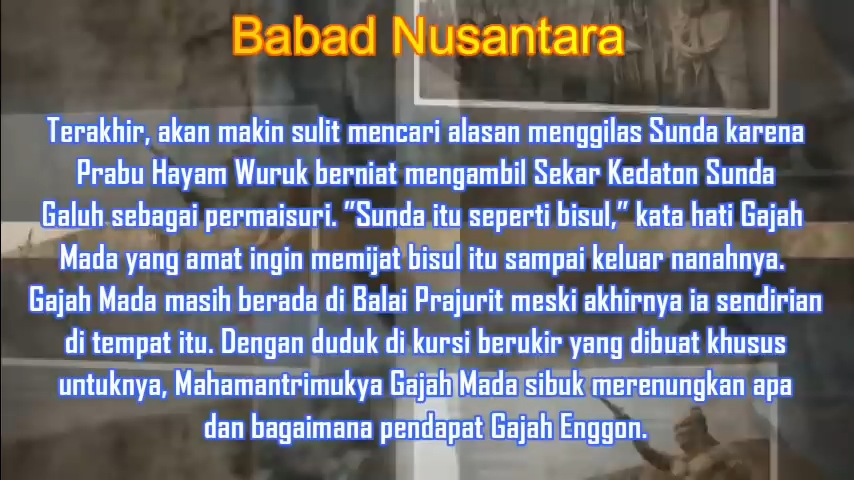 Babad Nusantara
Terakhir, akan makin sulit mencari alasan menggilas Sunda karena
Prabu Hayam Wuruk berniat mengambil Sekar Kedaton Sunda
Galuh sebagai permaisuri. "Sunda itu seperti bisul," kata hati Gajah
Mada yang amat ingin memijat bisul itu sampai keluar nanahnya.
Gajah Mada masih berada di Balai Prajurit meski akhirnya ia sendirian
di tempat itu. Dengan duduk di kursi berukir yang dibuat khusus
untuknya, Mahamantrimukya Gajah Mada sibuk merenungkan apa
dan bagaimana pendapat Gajah Enggon.